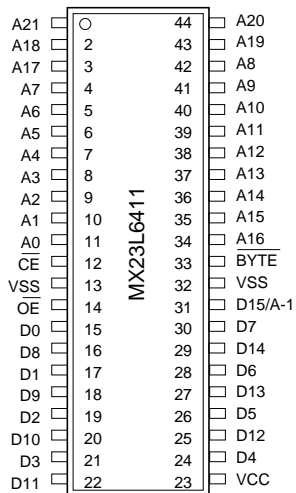 A21 44 A20
A18 2 43 A19
A17 3 42 A8
A7 4 41 A9
A6 5 40 A10
A5 6 39 A11
A4 7 38 A12
A3 8 37 A13
A2 9 36 A14
A1 10 35 A15
A0 11 34 A16
CE 12 33 BYTE
VSS 13 32 VSS
OE 14 31 D15/A-1
D0 15 30 D7
D8 16 29 D14
D1 17 28 D6
D9 18 27 D13
D2 19 26 D5
D10 20 25 D12
D3 21 24 D4
D11 22 23 VCC
MX23L6411